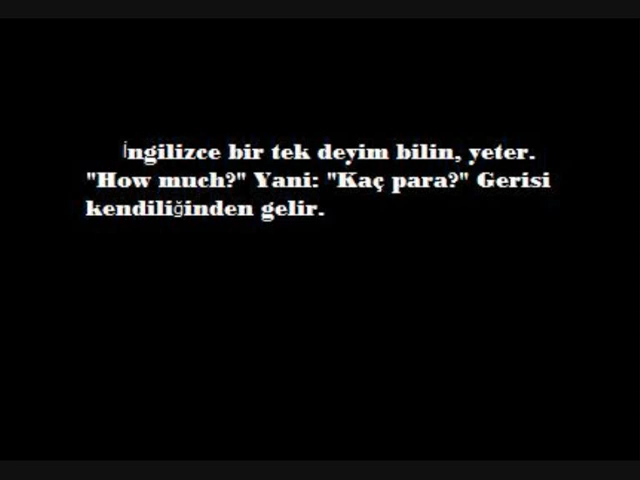 İngilizce bir tek deyim bilin, yeter.
"How much?" Yani: "Kaç para?" Gerisi
kendiliğinden gelir.